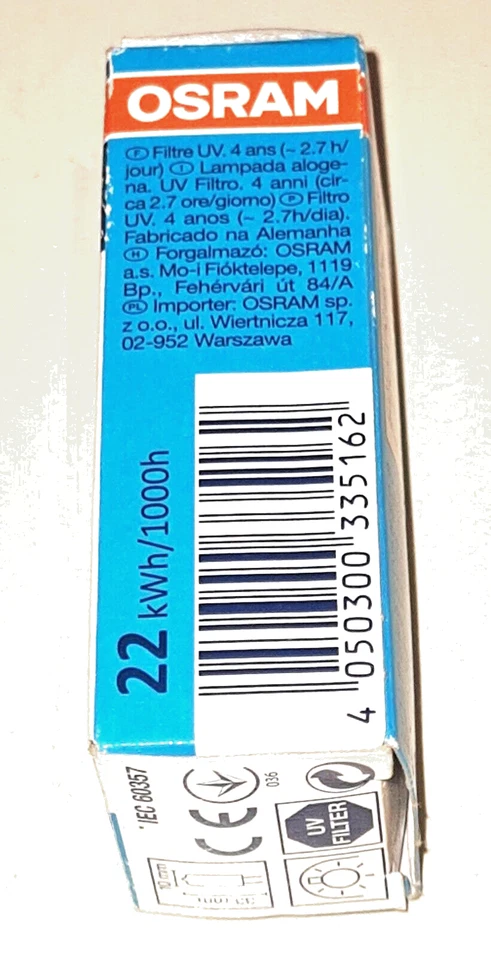 OSRAM
Ⓕ Filtre UV. 4 ans (~ 2.7 h/
jour) Ⓘ Lampada aloge-
na. UV Filtro. 4 anni (cir-
ca 2.7 ore/giorno) Ⓟ Filtro
UV. 4 anos (~ 2.7h/dia).
Fabricado na Alemanha
Ⓗ Forgalmazó: OSRAM
a.s. Mo-i Fióktelepe, 1119
Bp., Fehérvári út 84/A
PL Importer: OSRAM sp.
z o.o., ul. Wiertnicza 117,
02-952 Warszawa
22 kWh/1000h
4 050300 335162
*IEC 60357
CE
036
10 mm
UV
FILTER